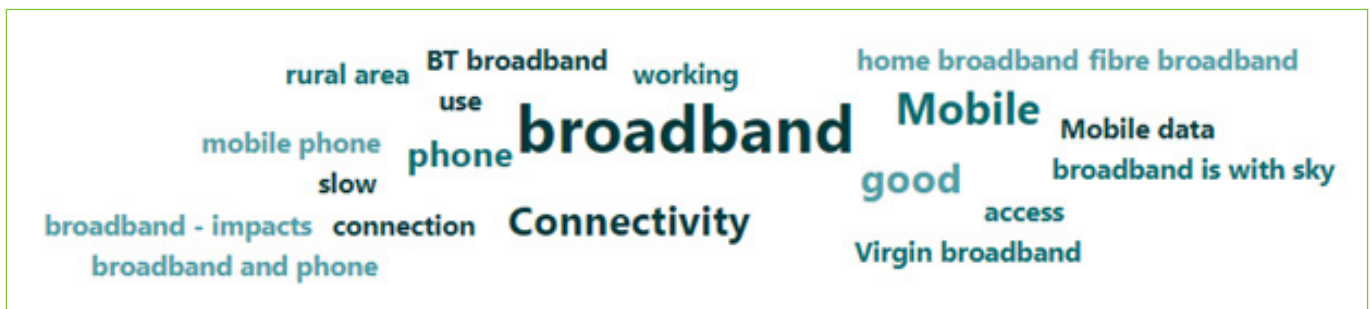 BT broadband
home broadband
fibre broadband
rural area
working
use
broadband
Mobile
Mobile data
mobile phone
phone
slow
good
broadband is with sky
broadband - impacts
connection
Connectivity
access
Virgin broadband
broadband and phone